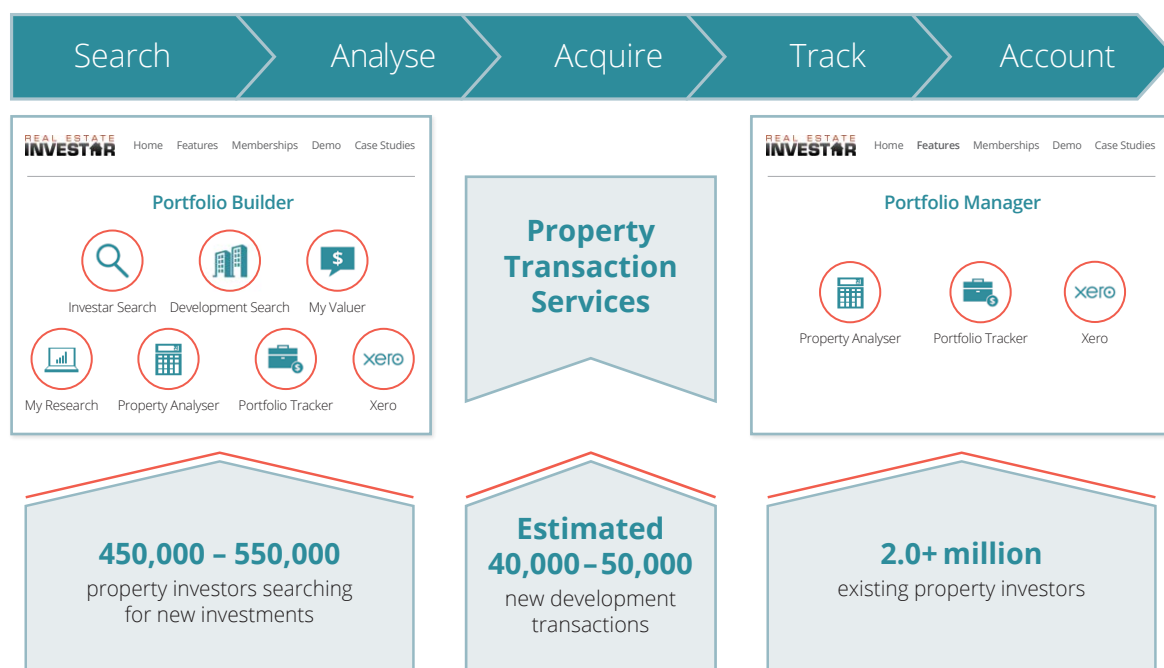 Search Analyse Acquire Track Account
REAL ESTATE
INVESTAR
Home Features Memberships Demo Case Studies
Portfolio Builder
$
Investar Search Development Search My Valuer
$
xero
My Research Property Analyser Portfolio Tracker Xero
Property
Transaction
Services
REAL ESTATE
INVESTAR
Home Features Memberships Demo Case Studies
Portfolio Manager
$
xero
Property Analyser Portfolio Tracker Xero
450,000 – 550,000
property investors searching
for new investments
Estimated
40,000–50,000
new development
transactions
2.0+ million
existing property investors